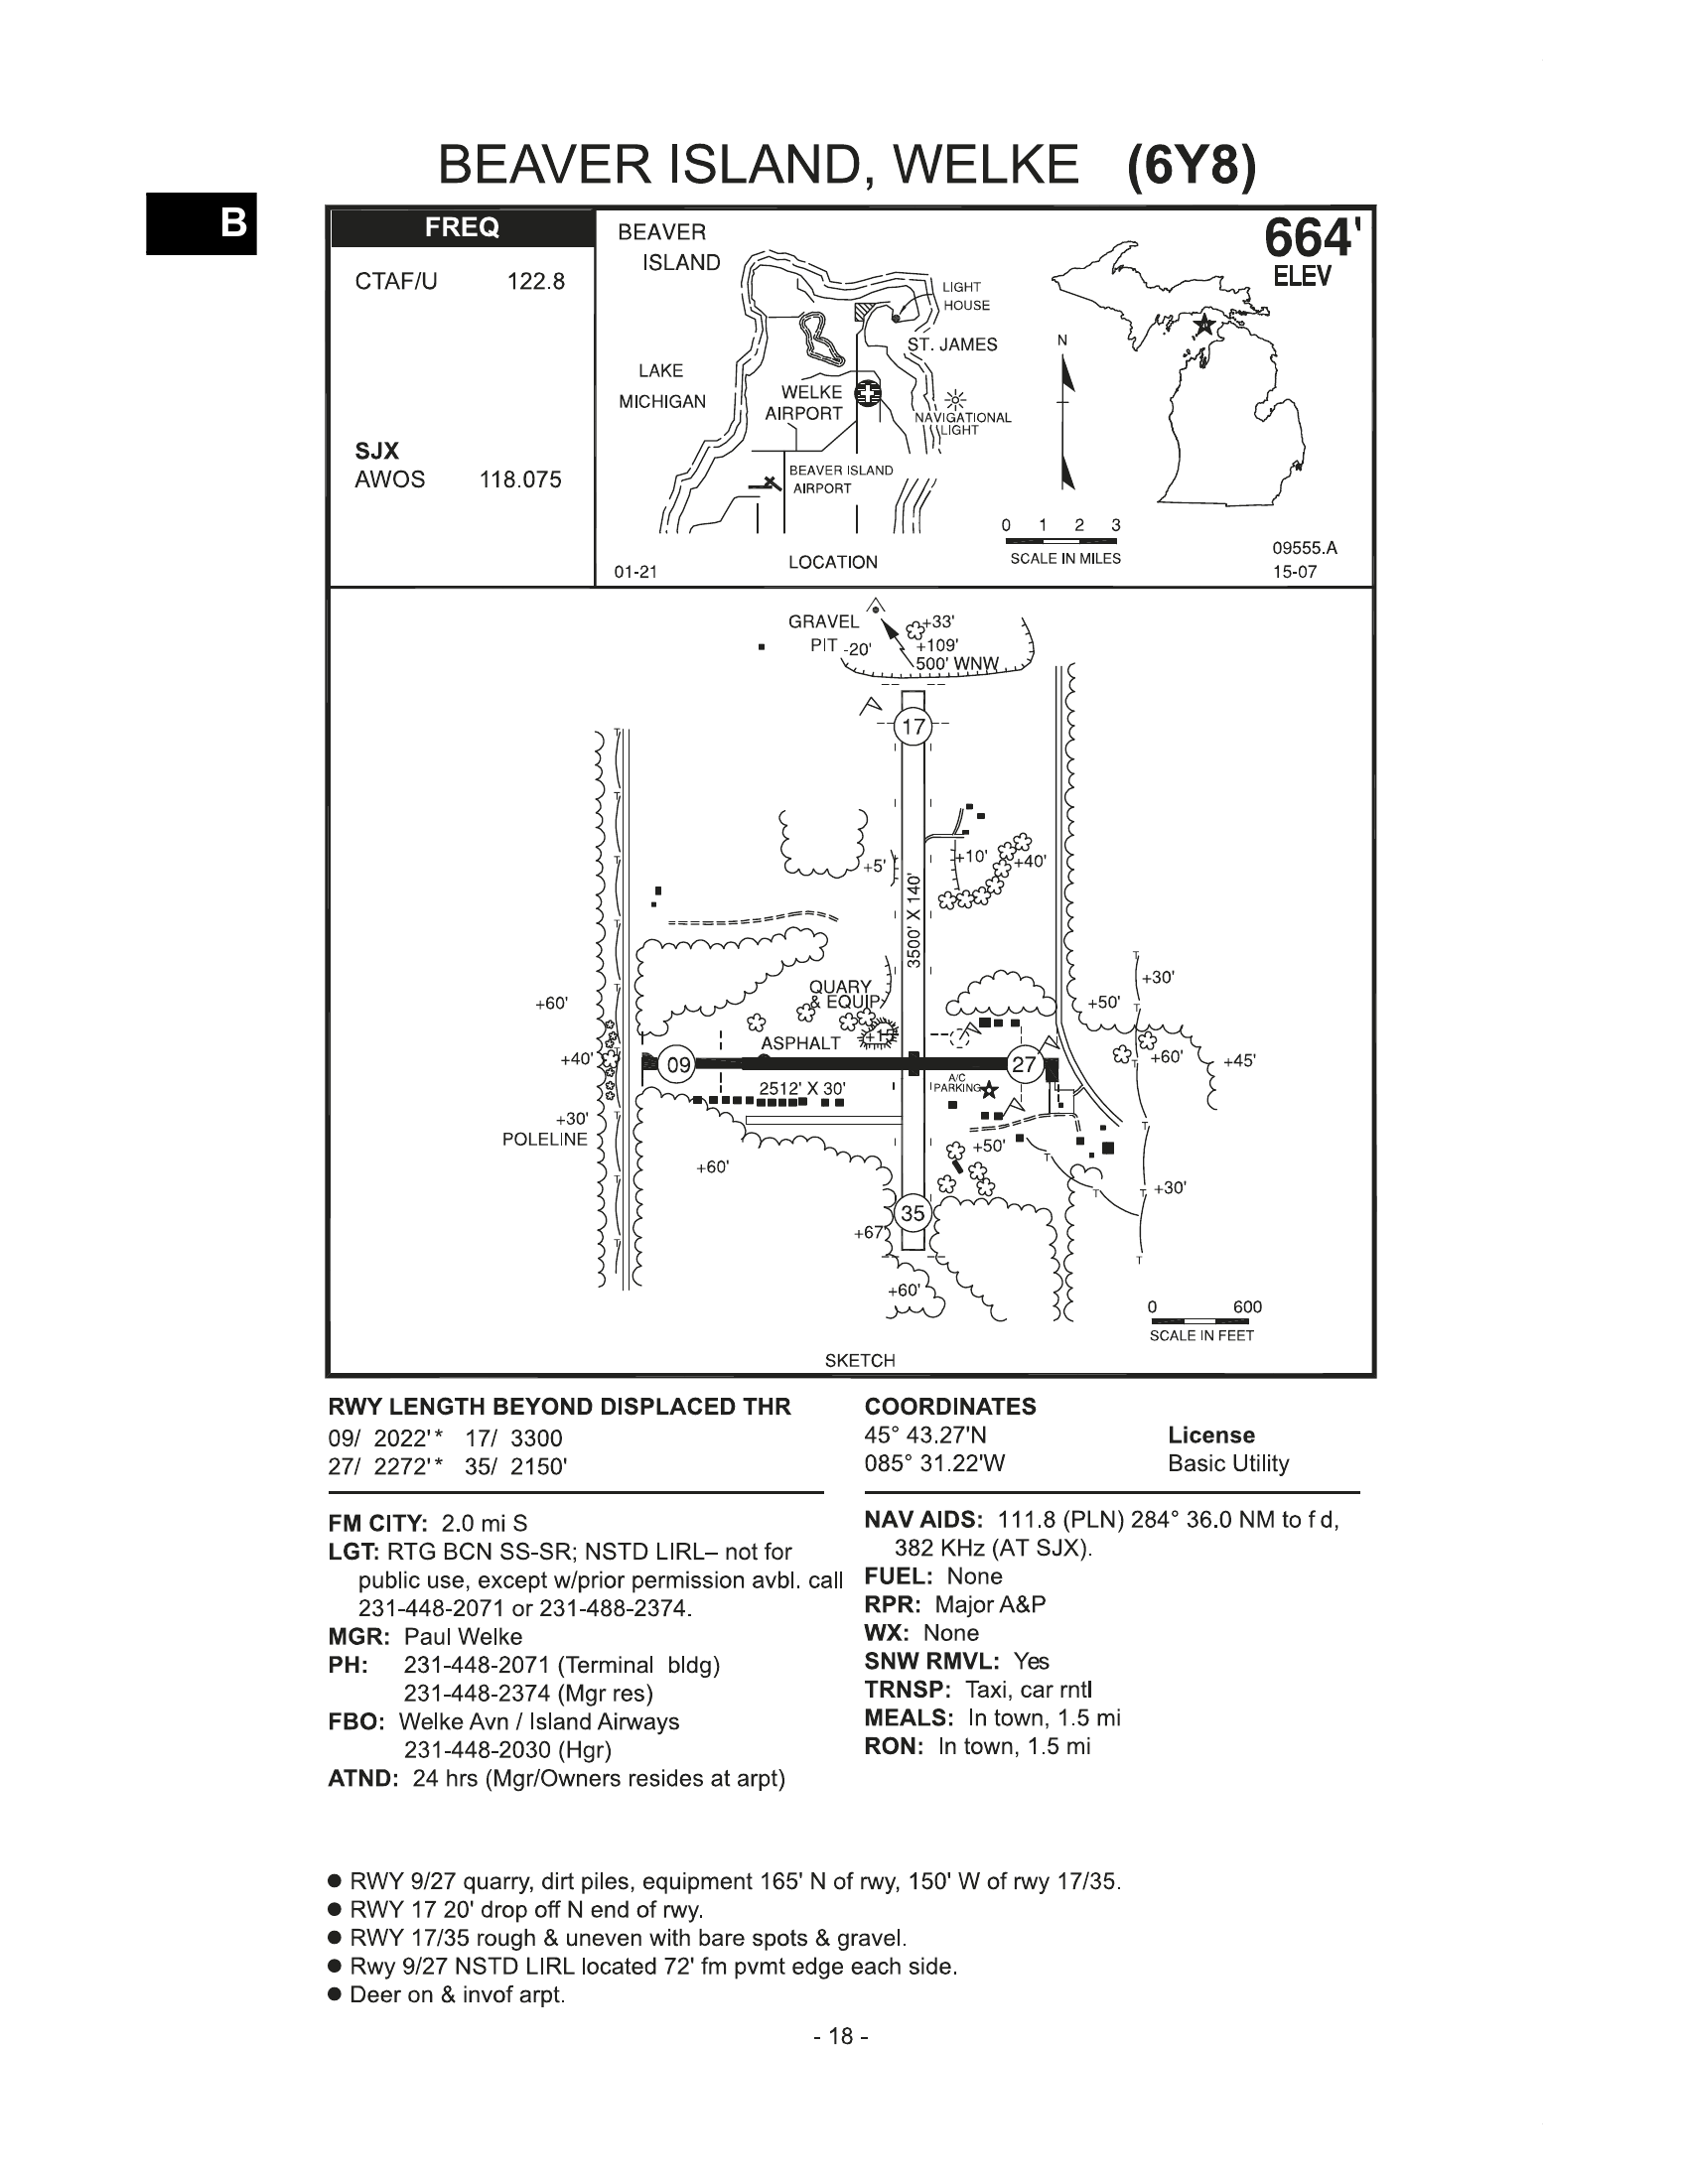 BEAVER ISLAND, WELKE (6Y8)
B
FREQ
CTAF/U 122.8
SJX
AWOS 118.075
BEAVER
ISLAND
664'
ELEV
LIGHT
HOUSE
ST. JAMES
N
LAKE
MICHIGAN
WELKE
AIRPORT
NAVIGATIONAL
LIGHT
BEAVER ISLAND
AIRPORT
0 1 2 3
SCALE IN MILES
LOCATION
01-21
09555.A
15-07
GRAVEL
PIT -20'
+33'
+109'
500' WNW
17
+5'
+10'
+40'
3500' X 140'
QUARY
& EQUIP.
+15'
+60'
+50'
+30'
ASPHALT
+40'
09
27
+60'
+45'
2512' X 30'
A/C
PARKING
+30'
POLELINE
+50'
+60'
+30'
35
+67'
+60'
0 600
SCALE IN FEET
SKETCH
RWY LENGTH BEYOND DISPLACED THR
09/ 2022'* 17/ 3300
27/ 2272'* 35/ 2150'
COORDINATES
45° 43.27'N
085° 31.22'W
License
Basic Utility
FM CITY: 2.0 mi S
LGT: RTG BCN SS-SR; NSTD LIRL– not for
public use, except w/prior permission avbl. call
231-448-2071 or 231-488-2374.
MGR: Paul Welke
PH: 231-448-2071 (Terminal bldg)
231-448-2374 (Mgr res)
FBO: Welke Avn / Island Airways
231-448-2030 (Hgr)
ATND: 24 hrs (Mgr/Owners resides at arpt)
NAV AIDS: 111.8 (PLN) 284° 36.0 NM to f d,
382 KHz (AT SJX).
FUEL: None
RPR: Major A&P
WX: None
SNW RMVL: Yes
TRNSP: Taxi, car rntl
MEALS: In town, 1.5 mi
RON: In town, 1.5 mi
● RWY 9/27 quarry, dirt piles, equipment 165' N of rwy, 150' W of rwy 17/35.
● RWY 17 20' drop off N end of rwy.
● RWY 17/35 rough & uneven with bare spots & gravel.
● Rwy 9/27 NSTD LIRL located 72' fm pvmt edge each side.
● Deer on & invof arpt.
- 18 -